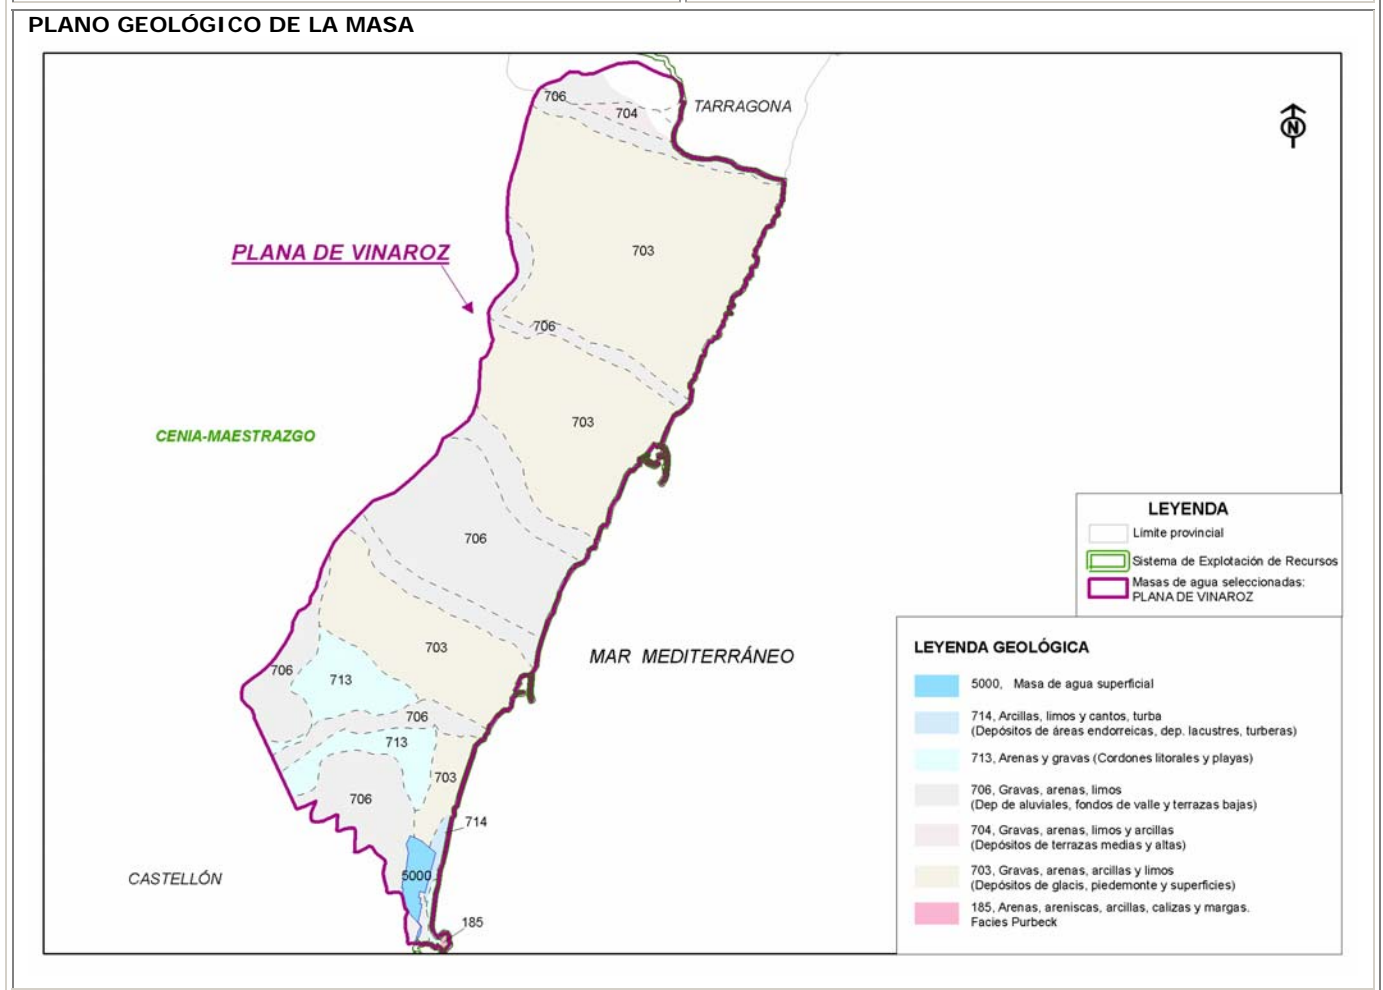 PLANO GEOLÓGICO DE LA MASA
706
704
TARRAGONA
N
703
PLANA DE VINAROZ
706
703
CENIA-MAESTRAZGO
706
LEYENDA
Límite provincial
Sistema de Explotación de Recursos
Masas de agua seleccionadas:
PLANA DE VINAROZ
703
MAR MEDITERRÁNEO
706
713
706
713
703
706
714
5000
CASTELLÓN
185
LEYENDA GEOLÓGICA
5000, Masa de agua superficial
714, Arcillas, limos y cantos, turba
(Depósitos de áreas endorreicas, dep. lacustres, turberas)
713, Arenas y gravas (Cordones litorales y playas)
706, Gravas, arenas, limos
(Dep de aluviales, fondos de valle y terrazas bajas)
704, Gravas, arenas, limos y arcillas
(Depósitos de terrazas medias y altas)
703, Gravas, arenas, arcillas y limos
(Depósitos de glacis, piedemonte y superficies)
185, Arenas, areniscas, arcillas, calizas y margas.
Facies Purbeck